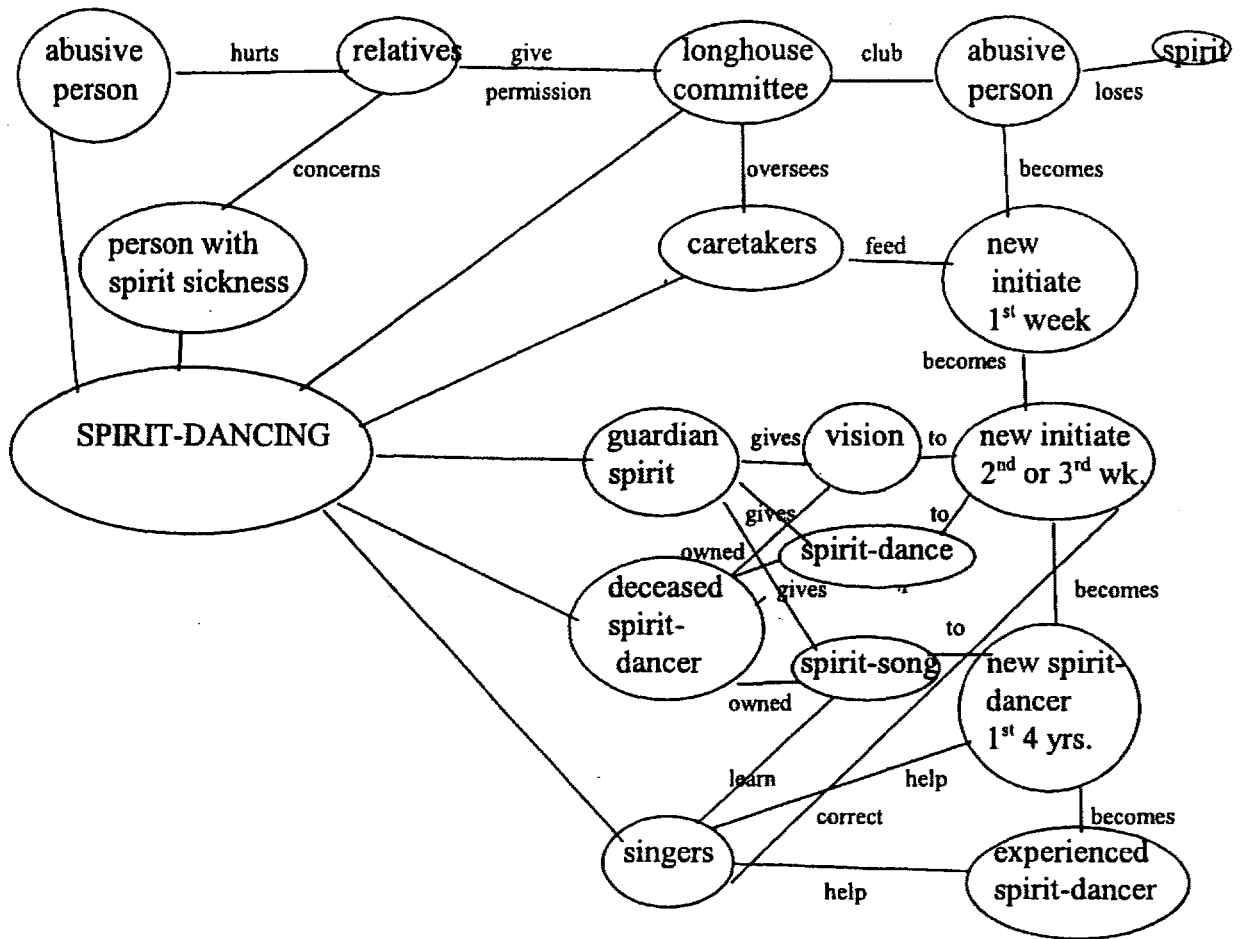 abusive
person
hurts
relatives
give
permission
longhouse
committee
club
abusive
person
loses
spirit
concerns
oversees
becomes
person with
spirit sickness
caretakers
feed
new
initiate
1st week
becomes
SPIRIT-DANCING
guardian
spirit
gives
vision
to
new initiate
2nd or 3rd wk.
gives
to
owned
spirit-dance
deceased
spirit-
dancer
gives
becomes
to
spirit-song
new spirit-
dancer
1st 4 yrs.
owned
learn
help
correct
becomes
singers
help
experienced
spirit-dancer